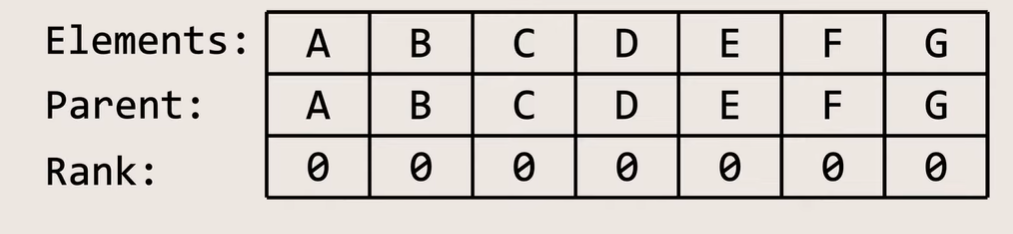 Elements: A B C D E F G
Parent: A B C D E F G
Rank: 0 0 0 0 0 0 0